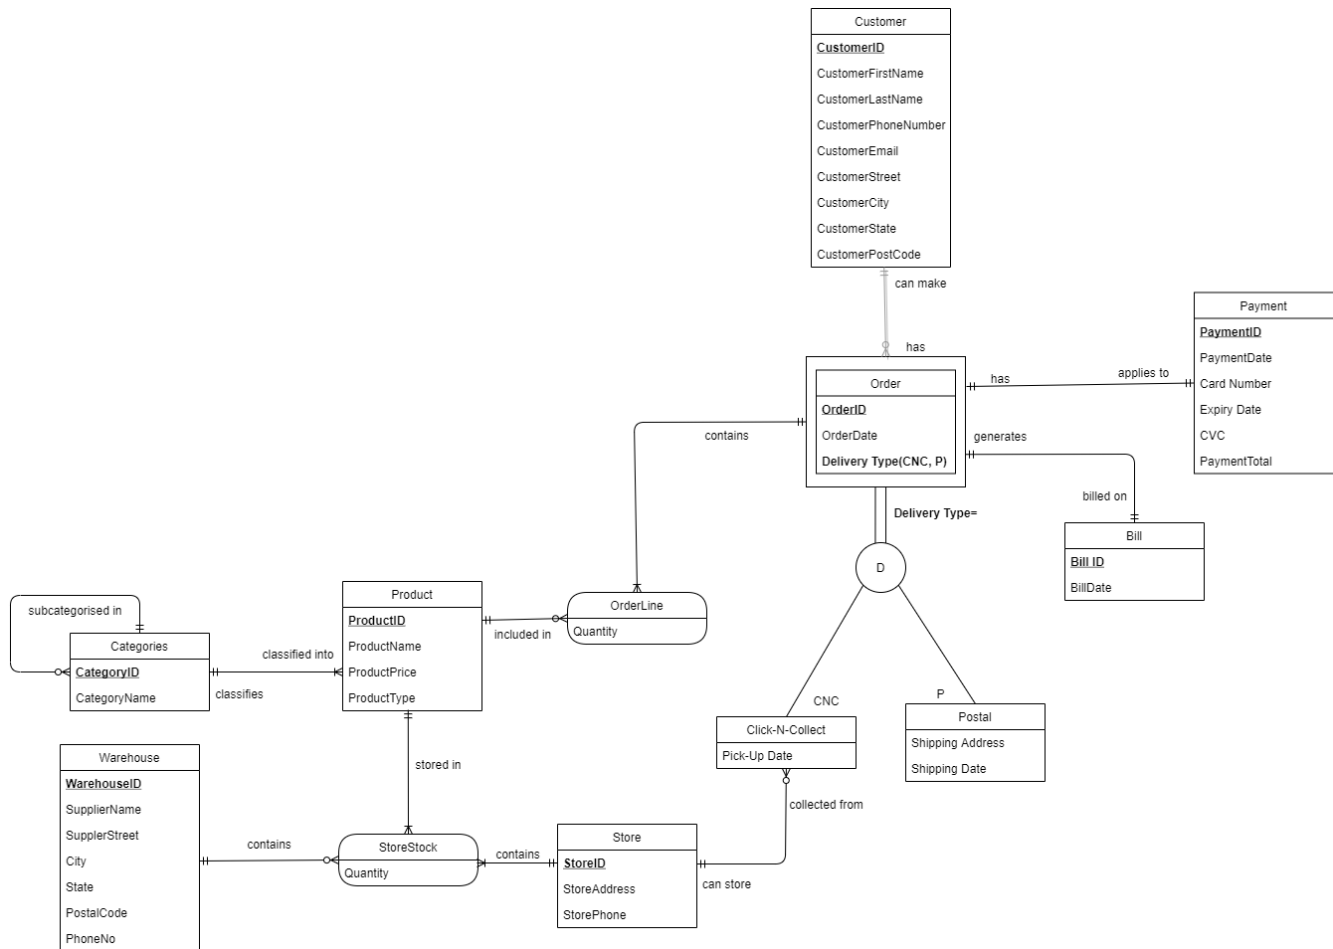 Customer
CustomerID
CustomerFirstName
CustomerLastName
CustomerPhoneNumber
CustomerEmail
CustomerStreet
CustomerCity
CustomerState
CustomerPostCode
can make
has
Payment
PaymentID
PaymentDate
Card Number
Expiry Date
CVC
PaymentTotal
Order
OrderID
OrderDate
Delivery Type(CNC, P)
has
applies to
generates
billed on
contains
Delivery Type=
Bill
Bill ID
BillDate
D
subcategorised in
Categories
CategoryID
CategoryName
classified into
classifies
Product
ProductID
ProductName
ProductPrice
ProductType
included in
OrderLine
Quantity
CNC
P
Click-N-Collect
Pick-Up Date
Postal
Shipping Address
Shipping Date
collected from
stored in
Warehouse
WarehouseID
SupplierName
SupplerStreet
City
State
PostalCode
PhoneNo
contains
StoreStock
Quantity
contains
Store
StoreID
StoreAddress
StorePhone
can store